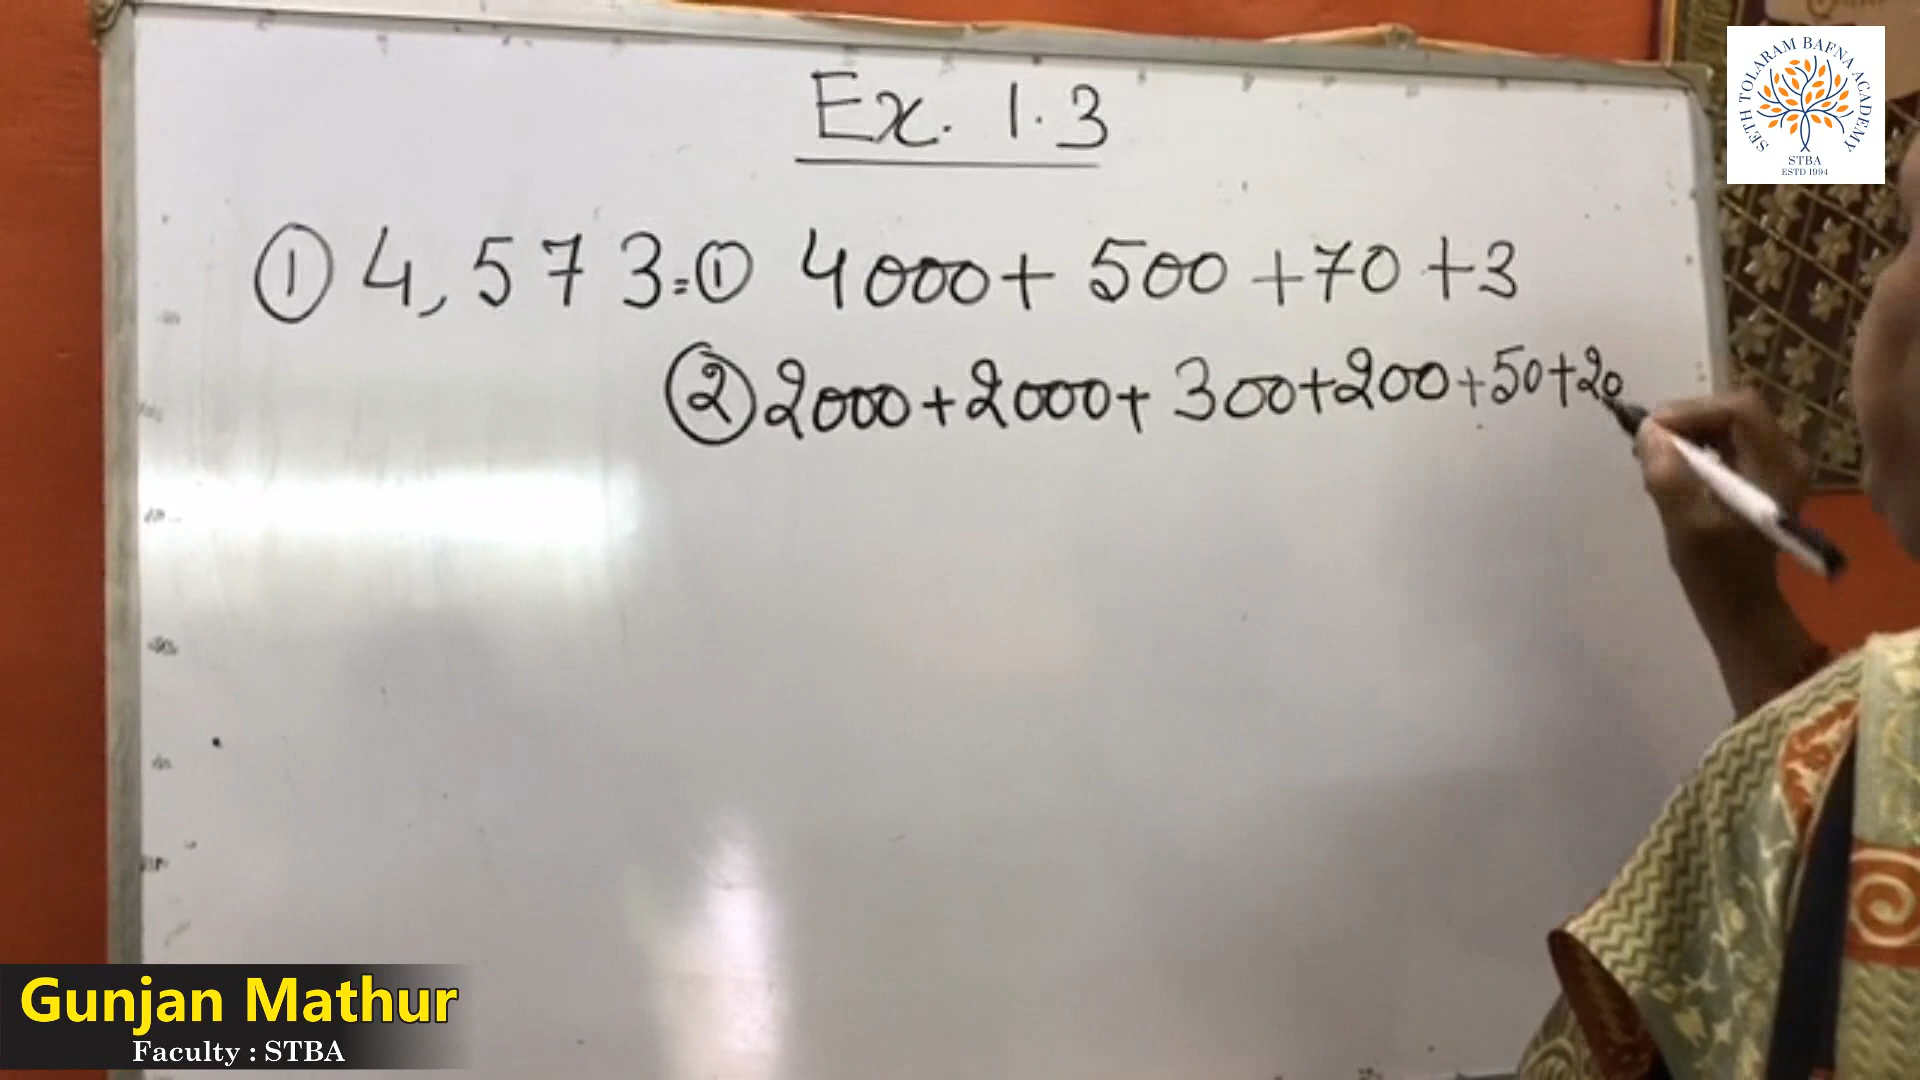 Ex. 1.3
① 4,573=① 4000+ 500 +70 +3
② 2000+2000+ 300+200+50+20
SETH TOLARAM BAFNA ACADEMY
STBA
ESTD 1994
Gunjan Mathur
Faculty : STBA